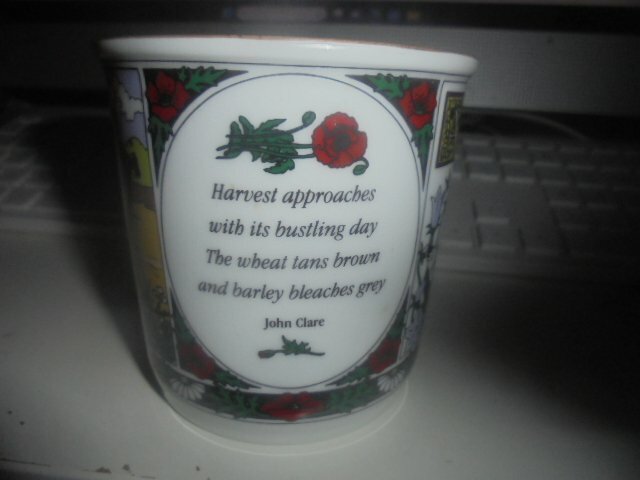 Harvest approaches
with its bustling day
The wheat tans brown
and barley bleaches grey
John Clare